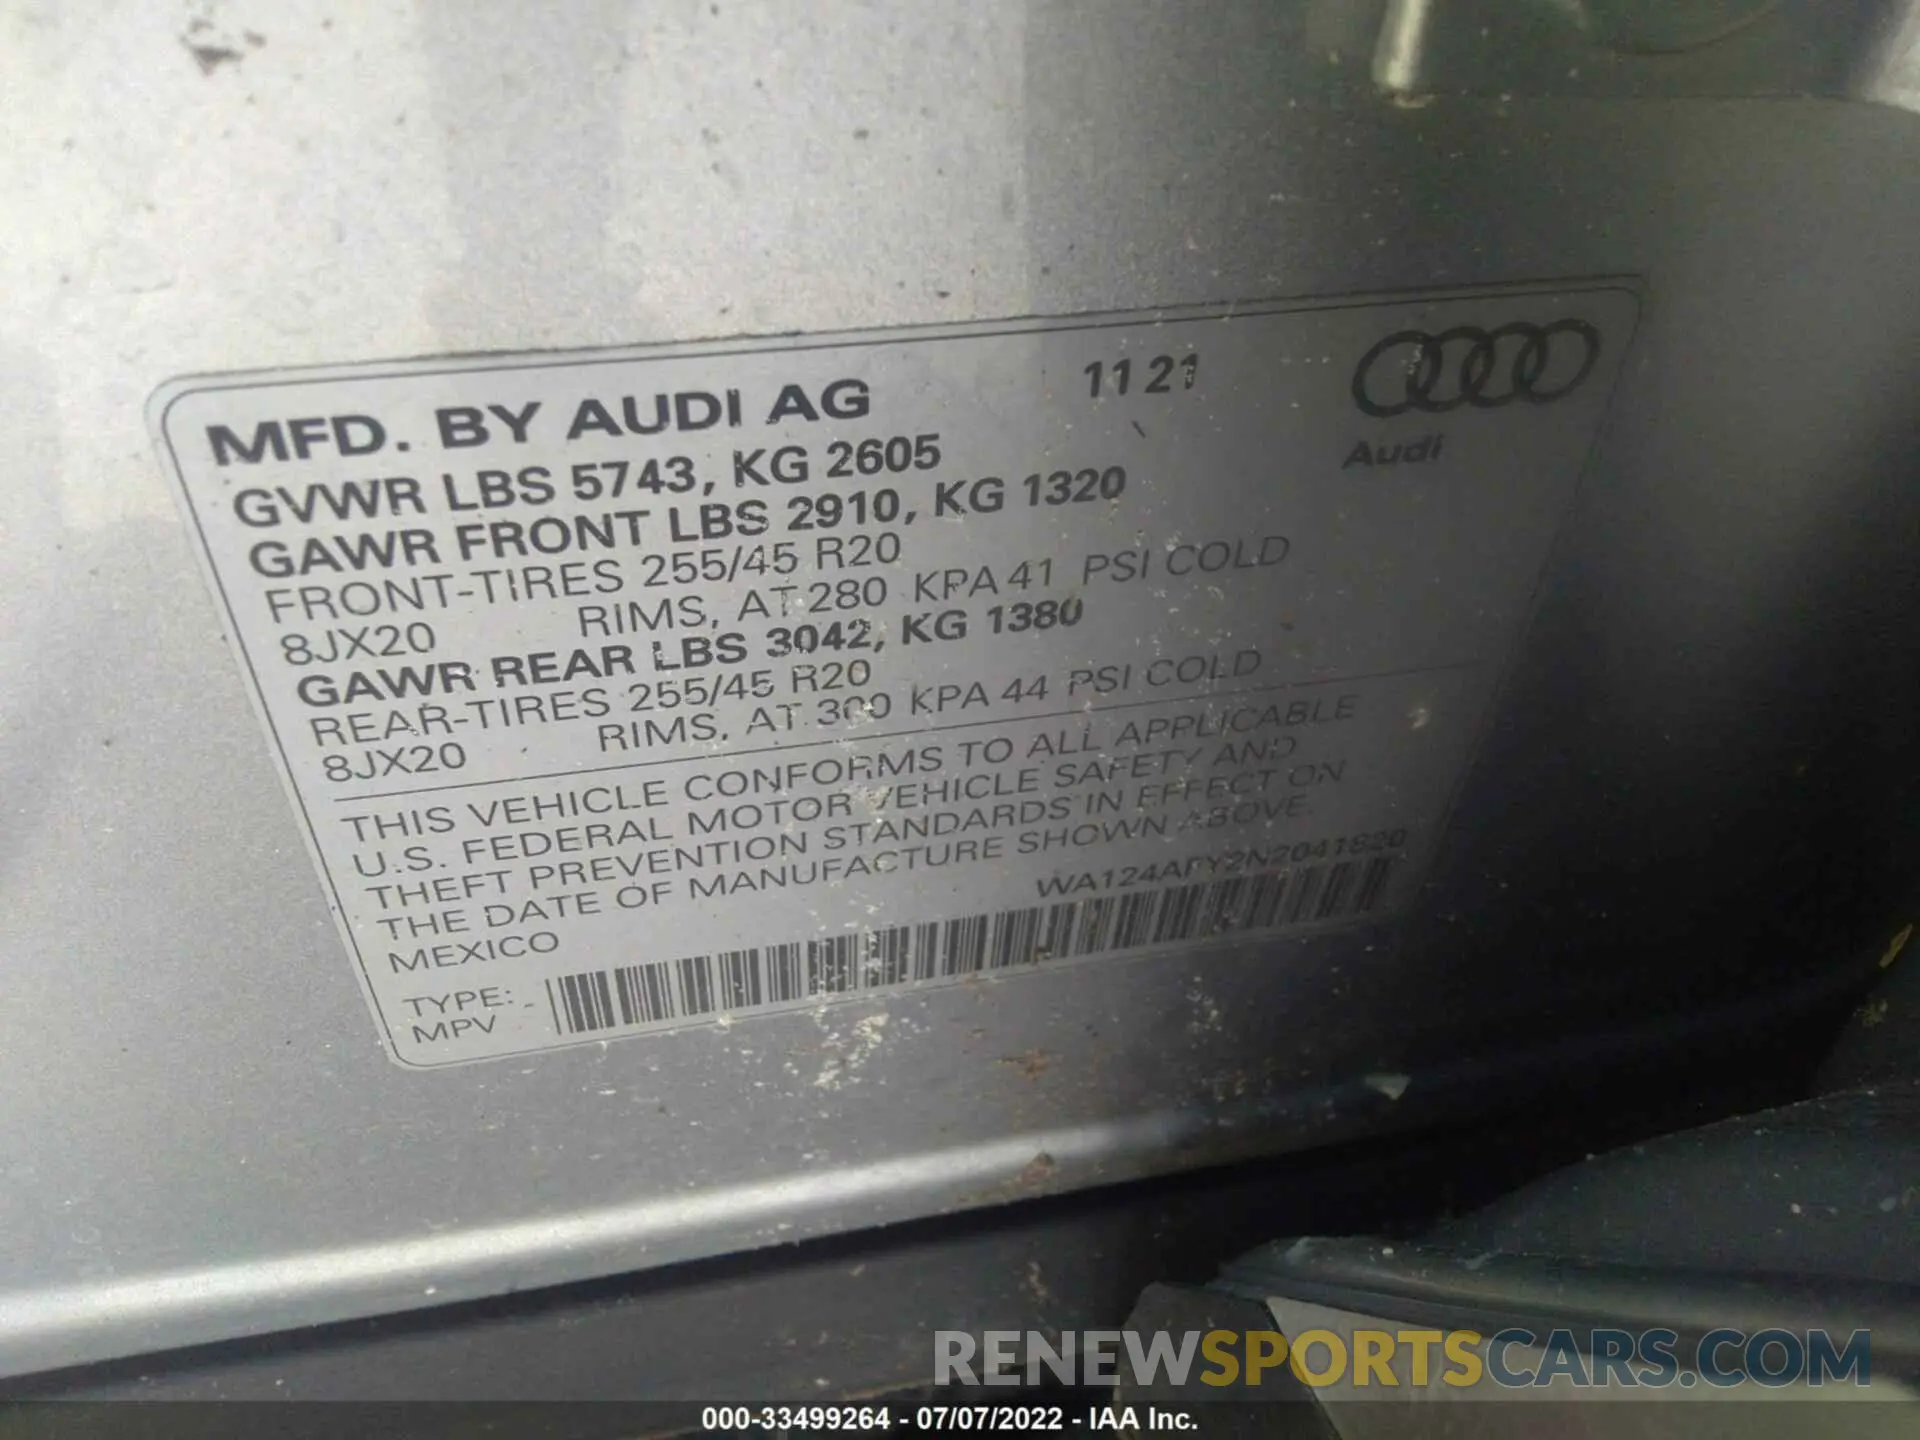 MFD. BY AUDI AG 11 21
Audi
GVWR LBS 5743, KG 2605
GAWR FRONT LBS 2910, KG 1320
FRONT-TIRES 255/45 R20
8JX20 RIMS, AT 280 KPA 41 PSI COLD
GAWR REAR LBS 3042, KG 1380
REAR-TIRES 255/45 R20
8JX20 RIMS, AT 300 KPA 44 PSI COLD
THIS VEHICLE CONFORMS TO ALL APPLICABLE
U.S. FEDERAL MOTOR VEHICLE SAFETY AND
THEFT PREVENTION STANDARDS IN EFFECT ON
THE DATE OF MANUFACTURE SHOWN ABOVE.
MEXICO WA124AFY2N2041820
TYPE:
MPV
RENEWSPORTSCARS.COM
000-33499264 - 07/07/2022 - IAA Inc.